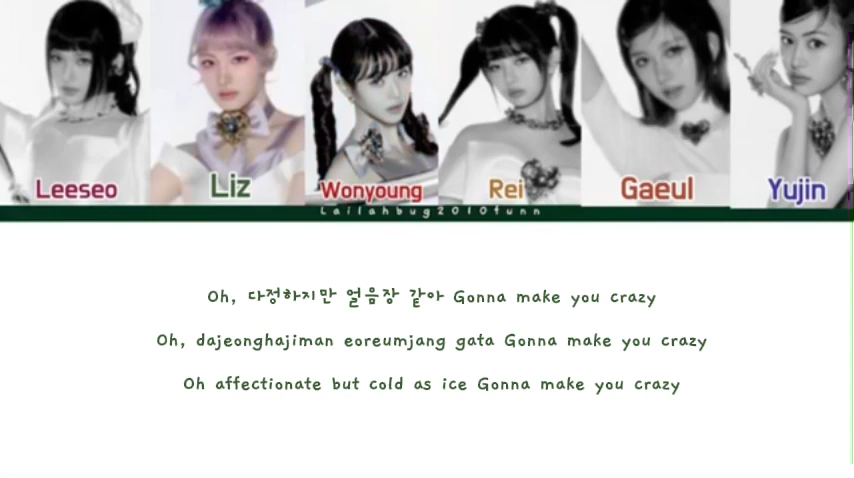 Leeseo Liz Wonyoung Rei Gaeul Yujin
Lailahbug2010funn
Oh, 다정하지만 얼음장 같아 Gonna make you crazy
Oh, dajeonghajiman eoreumjang gata Gonna make you crazy
Oh affectionate but cold as ice Gonna make you crazy